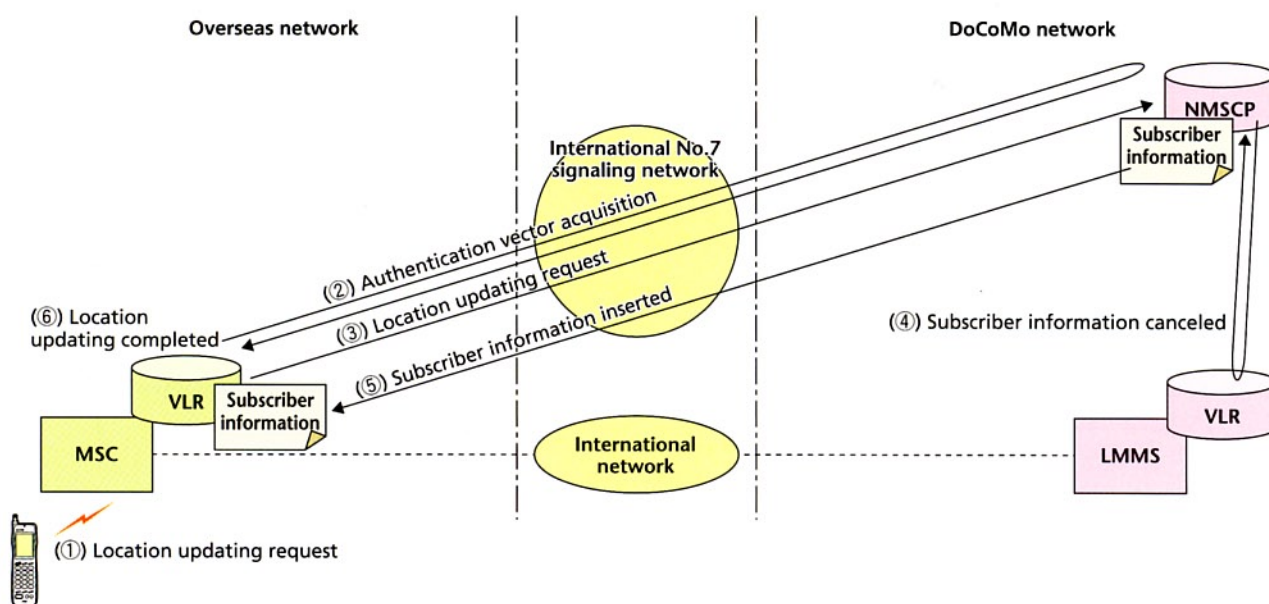 Overseas network
DoCoMo network
NMSCP
Subscriber
information
International No.7
signaling network
(②) Authentication vector acquisition
(③) Location updating request
(④) Subscriber information canceled
(⑤) Subscriber information inserted
(⑥) Location
updating completed
VLR
Subscriber
information
MSC
International
network
VLR
LMMS
(①) Location updating request